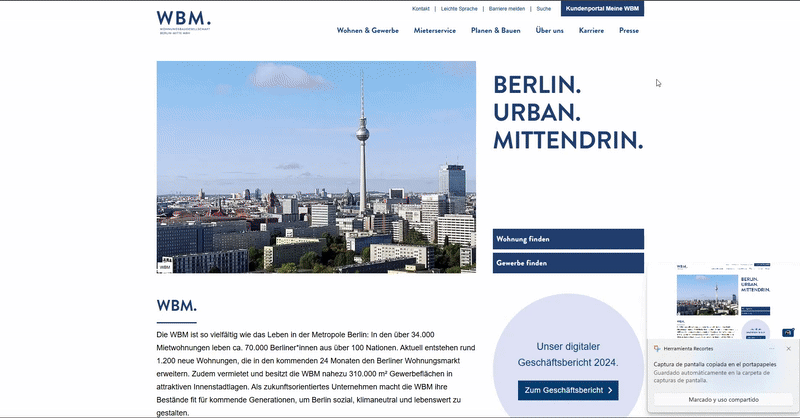 Kontakt | Leichte Sprache | Barriere melden | Suche
Kundenportal Meine WBM
WBM.
WOHNUNGSBAUGESELLSCHAFT
BERLIN-MITTE MBH
Wohnen & Gewerbe Mieterservice Planen & Bauen Über uns Karriere Presse
BERLIN.
URBAN.
MITTENDRIN.
WBM
Wohnung finden
Gewerbe finden
WBM.
Die WBM ist so vielfältig wie das Leben in der Metropole Berlin: In den über 34.000
Mietwohnungen leben ca. 70.000 Berliner*innen aus über 100 Nationen. Aktuell entstehen rund
1.200 neue Wohnungen, die in den kommenden 24 Monaten den Berliner Wohnungsmarkt
erweitern. Zudem vermietet und besitzt die WBM nahezu 310.000 m² Gewerbeflächen in
attraktiven Innenstadtlagen. Als zukunftsorientiertes Unternehmen macht die WBM ihre
Bestände fit für kommende Generationen, um Berlin sozial, klimaneutral und lebenswert zu
gestalten.
Unser digitaler
Geschäftsbericht 2024.
Zum Geschäftsbericht
WBM.
BERLIN.
URBAN.
MITTENDRIN.
Herramienta Recortes
Captura de pantalla copiada en el portapapeles
Guardado automáticamente en la carpeta de
capturas de pantalla.
Marcado y uso compartido